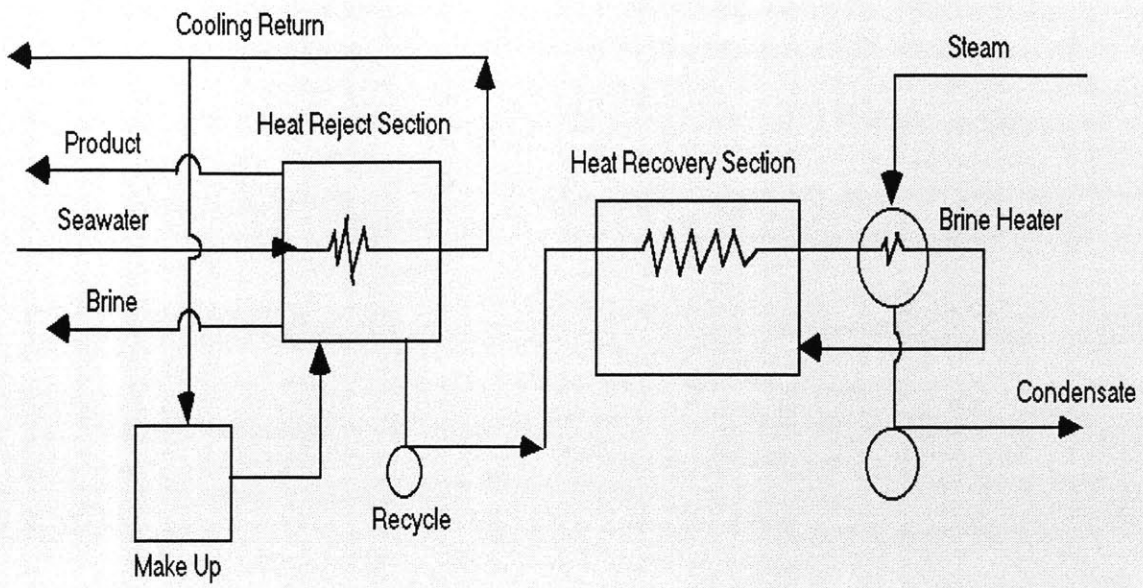 Cooling Return
Steam
Heat Reject Section
Product
Heat Recovery Section
Seawater
Brine Heater
Brine
Condensate
Recycle
Make Up